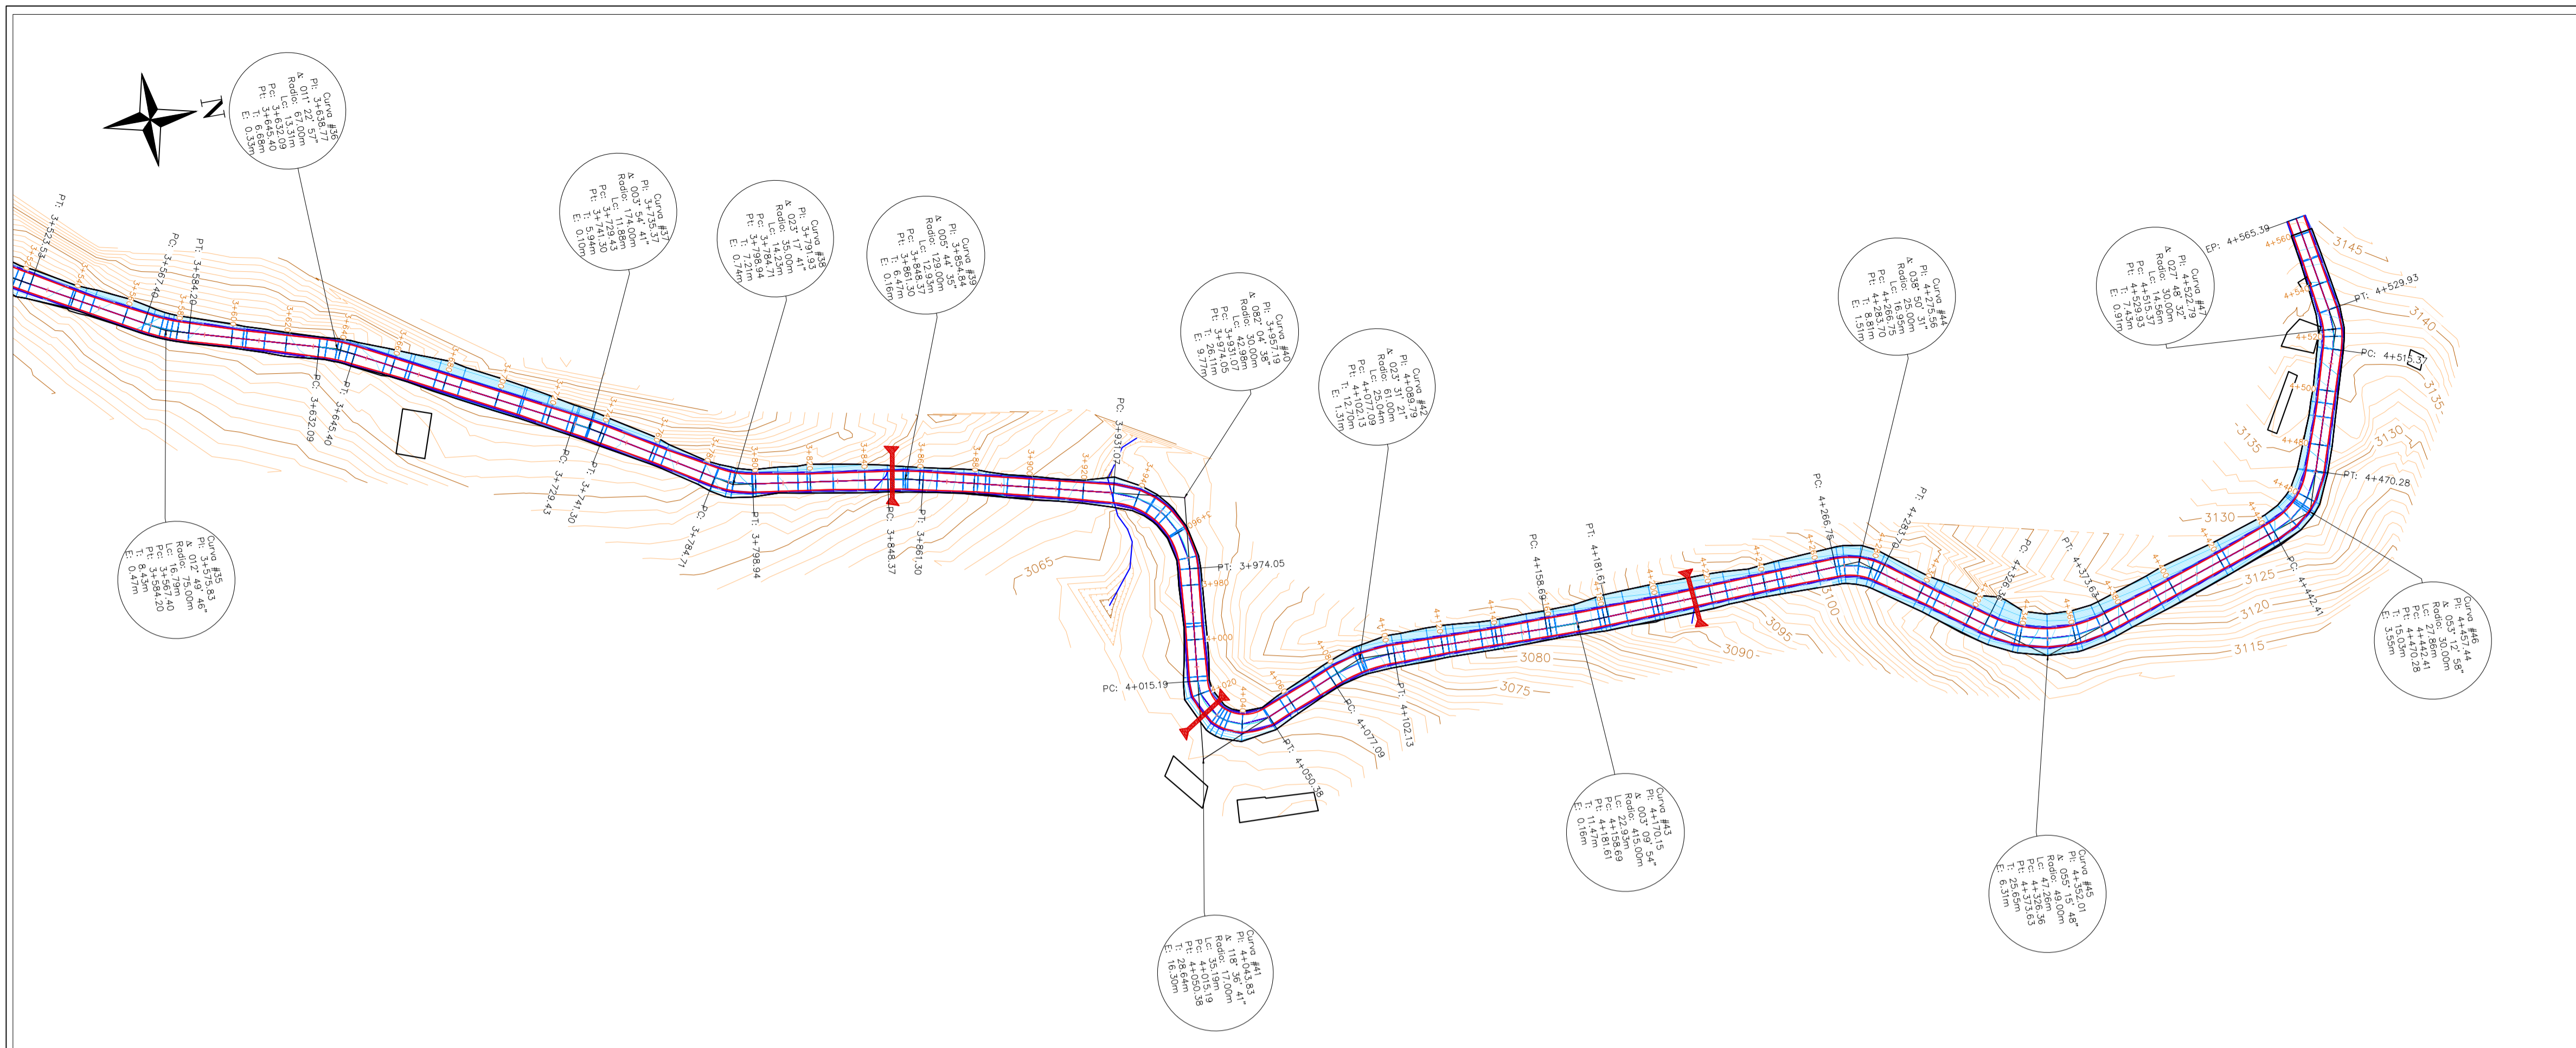 N
Curva #36
PI: 3+638.77
Δ: 011° 22' 57"
Radio: 67.00m
Lc: 13.31m
Pc: 3+632.09
Pt: 3+645.40
T: 6.68m
E: 0.33m
Curva #37
PI: 3+735.37
Δ: 003° 54' 41"
Radio: 174.00m
Lc: 11.88m
Pc: 3+729.43
Pt: 3+741.30
T: 5.94m
E: 0.10m
Curva #38
PI: 3+791.93
Δ: 023° 17' 41"
Radio: 35.00m
Lc: 14.23m
Pc: 3+784.71
Pt: 3+798.94
T: 7.21m
E: 0.74m
Curva #39
PI: 3+854.84
Δ: 005° 44' 35"
Radio: 129.00m
Lc: 12.93m
Pc: 3+848.37
Pt: 3+861.30
T: 6.47m
E: 0.16m
Curva #40
PI: 3+957.19
Δ: 082° 04' 38"
Radio: 30.00m
Lc: 42.98m
Pc: 3+931.07
Pt: 3+974.05
T: 26.11m
E: 9.77m
Curva #42
PI: 4+089.79
Δ: 023° 31' 21"
Radio: 61.00m
Lc: 25.04m
Pc: 4+077.09
Pt: 4+102.13
T: 12.70m
E: 1.31m
Curva #44
PI: 4+275.56
Δ: 038° 50' 31"
Radio: 25.00m
Lc: 16.95m
Pc: 4+266.75
Pt: 4+283.70
T: 8.81m
E: 1.51m
Curva #47
PI: 4+522.79
Δ: 027° 48' 32"
Radio: 30.00m
Lc: 14.56m
Pc: 4+515.37
Pt: 4+529.93
T: 7.43m
E: 0.91m
Curva #35
PI: 3+575.83
Δ: 012° 49' 46"
Radio: 75.00m
Lc: 16.79m
Pc: 3+567.40
Pt: 3+584.20
T: 8.43m
E: 0.47m
Curva #41
PI: 4+043.83
Δ: 118° 36' 41"
Radio: 17.00m
Lc: 35.19m
Pc: 4+015.19
Pt: 4+050.38
T: 28.64m
E: 16.30m
Curva #43
PI: 4+170.15
Δ: 003° 09' 54"
Radio: 415.00m
Lc: 22.93m
Pc: 4+158.69
Pt: 4+181.61
T: 11.47m
E: 0.16m
Curva #45
PI: 4+352.01
Δ: 055° 15' 48"
Radio: 49.00m
Lc: 47.26m
Pc: 4+326.36
Pt: 4+373.63
T: 25.65m
E: 6.31m
Curva #46
PI: 4+457.44
Δ: 053° 12' 58"
Radio: 30.00m
Lc: 27.86m
Pc: 4+442.41
Pt: 4+470.28
T: 15.03m
E: 3.55m
PT: 3+523.53
PC: 3+567.40
PT: 3+584.20
PC: 3+632.09
PT: 3+645.40
PC: 3+729.43
PT: 3+741.30
PC: 3+784.71
PT: 3+798.94
PC: 3+848.37
PT: 3+861.30
PC: 3+931.07
PT: 3+974.05
PC: 4+015.19
PT: 4+050.38
PC: 4+077.09
PT: 4+102.13
PC: 4+158.69
PT: 4+181.61
PC: 4+266.75
PT: 4+283.70
PC: 4+326.36
PT: 4+373.63
PC: 4+442.41
PT: 4+470.28
PC: 4+515.37
PT: 4+529.93
EP: 4+565.39
3+980
4+000
4+020
4+480
4+540
4+560
3065
3075
3080
3090
3095
3100
3115
3120
3125
3130
3130
3135
3135
3140
3145